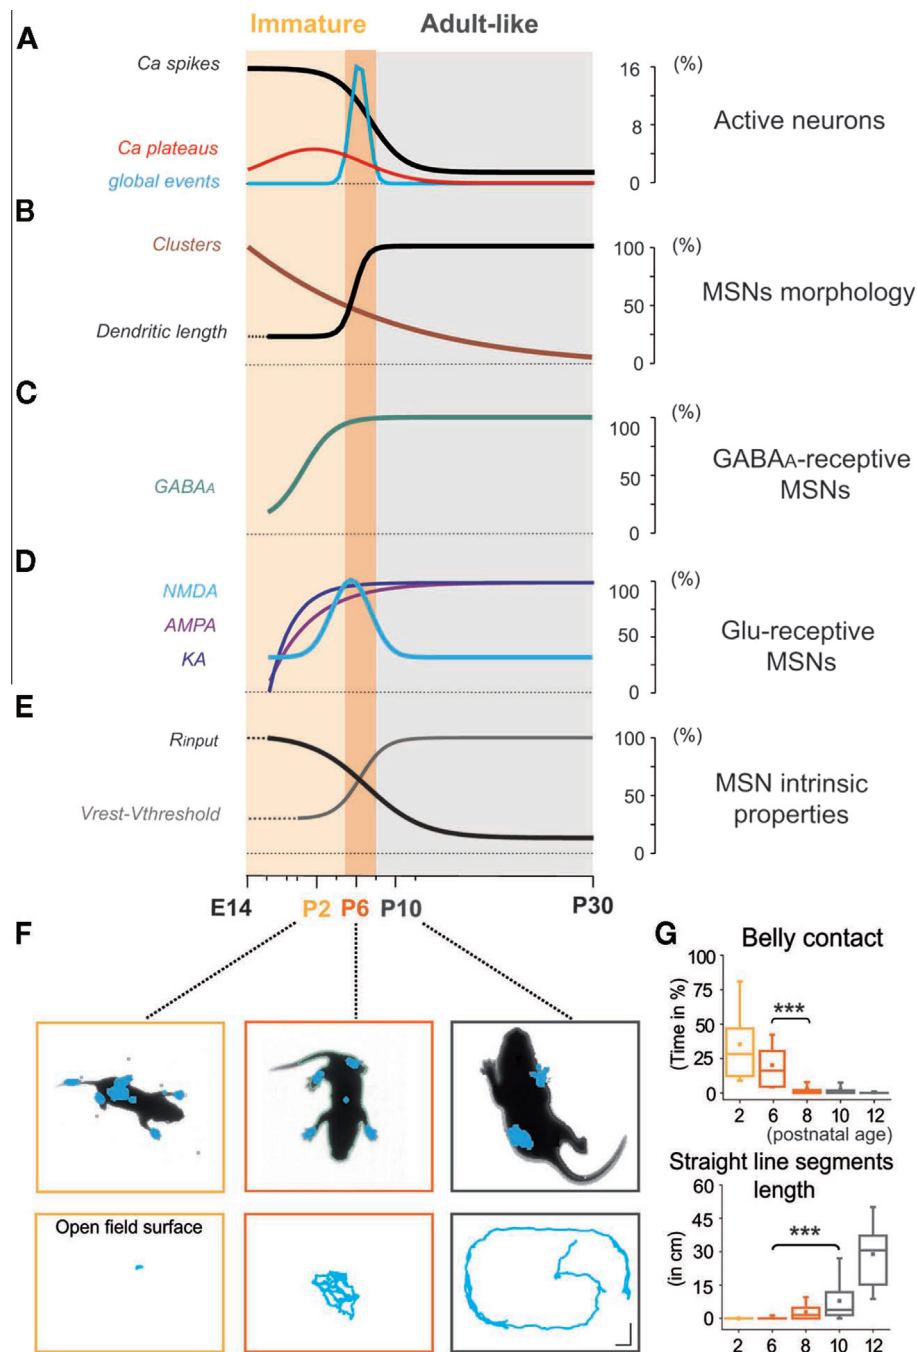 Immature Adult-like
A
Ca spikes
Ca plateaus
global events
16
8
0
(%)
Active neurons
B
Clusters
Dendritic length
100
50
0
(%)
MSNs morphology
C
GABAA
100
50
0
(%)
GABAA-receptive
MSNs
D
NMDA
AMPA
KA
100
50
0
(%)
Glu-receptive
MSNs
E
Rinput
Vrest-Vthreshold
100
50
0
(%)
MSN intrinsic
properties
E14 P2 P6 P10 P30
F
Open field surface
G
Belly contact
(Time in %)
100
75
50
25
0
***
2 6 8 10 12
(postnatal age)
Straight line segments
length
(in cm)
60
45
30
15
0
***
2 6 8 10 12